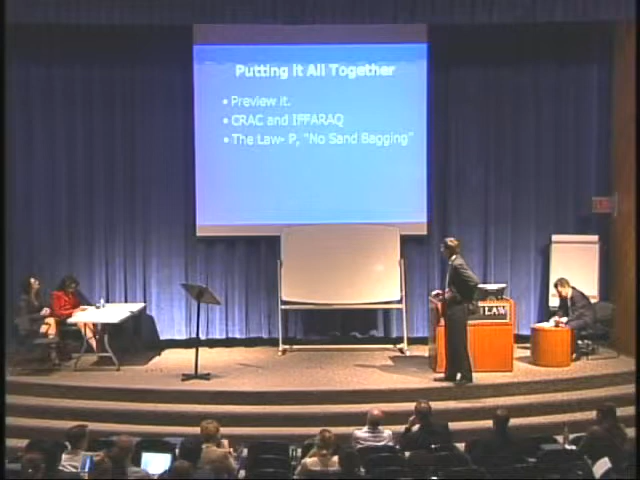 Putting it All Together
• Preview it.
• CRAC and IFFARAQ
• The Law- P, "No Sand Bagging"
LAW